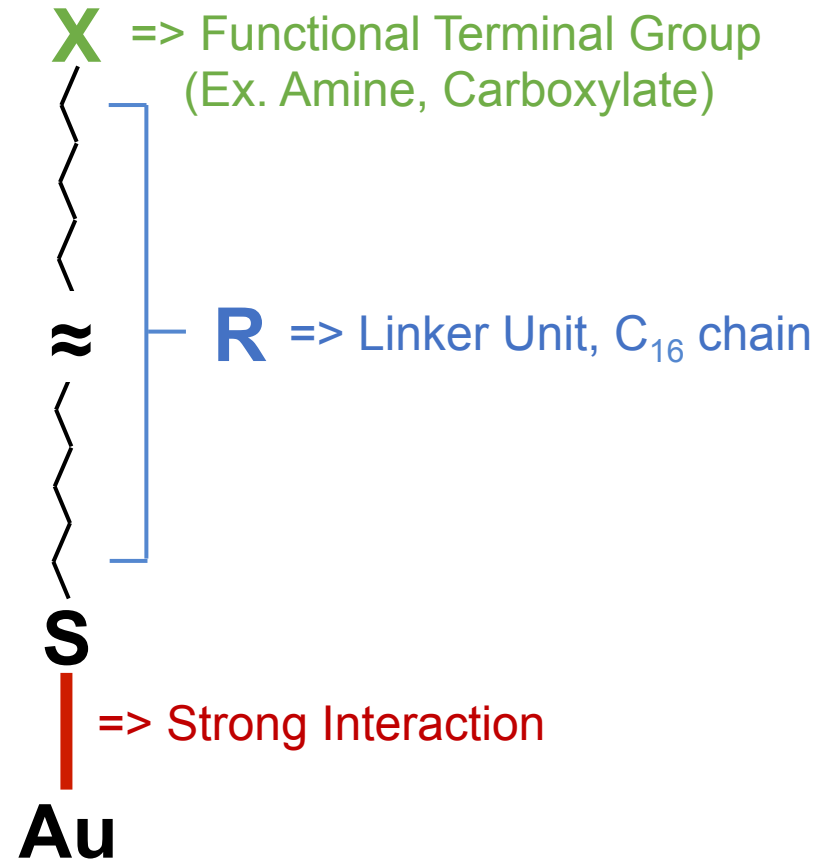 X => Functional Terminal Group
(Ex. Amine, Carboxylate)
≈
R => Linker Unit, C₁₆ chain
S
=> Strong Interaction
Au